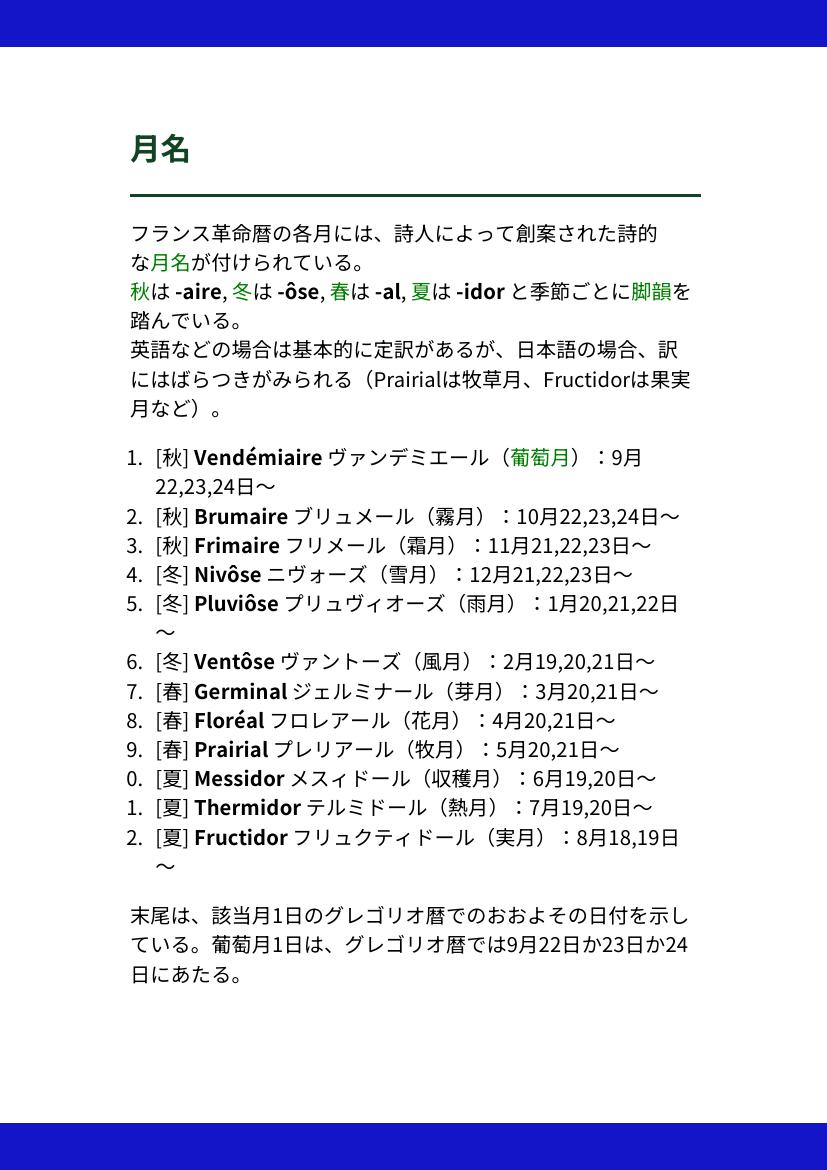 月名
フランス革命暦の各月には、詩人によって創案された詩的
な月名が付けられている。
秋は -aire, 冬は -ôse, 春は -al, 夏は -idor と季節ごとに脚韻を
踏んでいる。
英語などの場合は基本的に定訳があるが、日本語の場合、訳
にはばらつきがみられる（Prairialは牧草月、Fructidorは果実
月など）。
1. [秋] Vendémiaire ヴァンデミエール（葡萄月）：9月
22,23,24日〜
2. [秋] Brumaire ブリュメール（霧月）：10月22,23,24日〜
3. [秋] Frimaire フリメール（霜月）：11月21,22,23日〜
4. [冬] Nivôse ニヴォーズ（雪月）：12月21,22,23日〜
5. [冬] Pluviôse プリュヴィオーズ（雨月）：1月20,21,22日
〜
6. [冬] Ventôse ヴァントーズ（風月）：2月19,20,21日〜
7. [春] Germinal ジェルミナール（芽月）：3月20,21日〜
8. [春] Floréal フロレアール（花月）：4月20,21日〜
9. [春] Prairial プレリアール（牧月）：5月20,21日〜
0. [夏] Messidor メスィドール（収穫月）：6月19,20日〜
1. [夏] Thermidor テルミドール（熱月）：7月19,20日〜
2. [夏] Fructidor フリュクティドール（実月）：8月18,19日
〜
末尾は、該当月1日のグレゴリオ暦でのおおよその日付を示し
ている。葡萄月1日は、グレゴリオ暦では9月22日か23日か24
日にあたる。